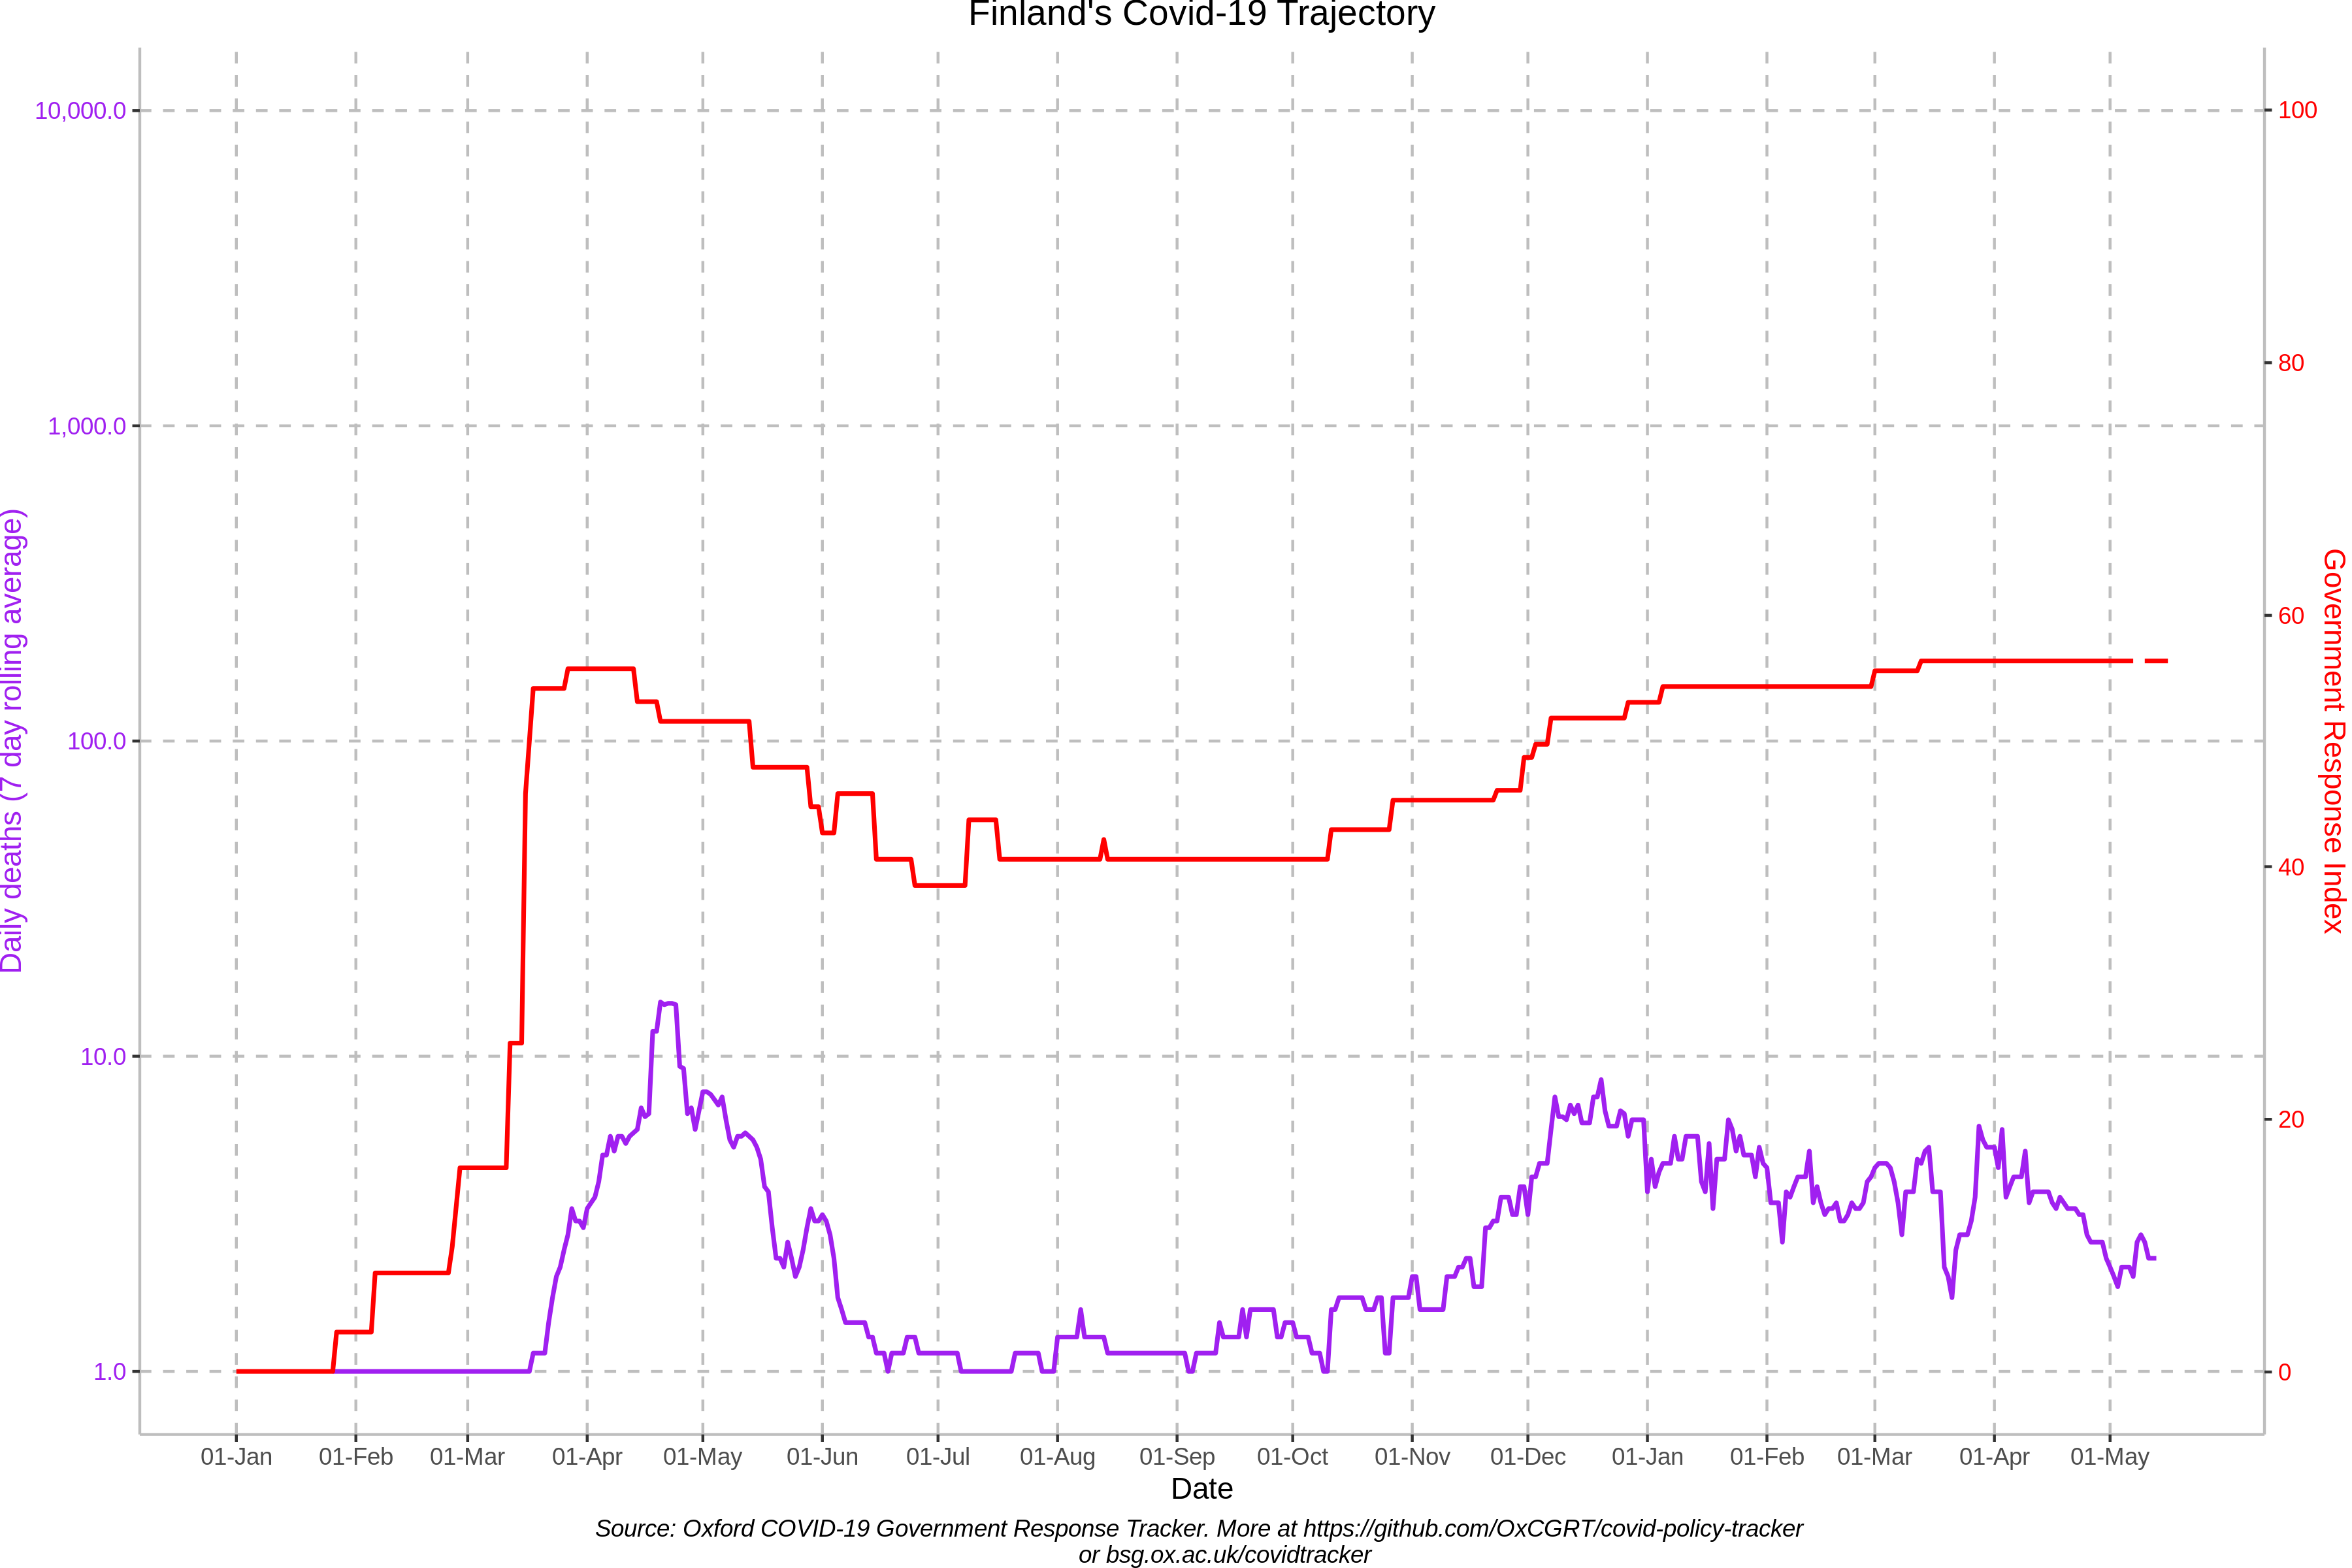 Finland's Covid-19 Trajectory
10,000.0
1,000.0
100.0
10.0
1.0
Daily deaths (7 day rolling average)
100
80
60
40
20
0
Government Response Index
01-Jan 01-Feb 01-Mar 01-Apr 01-May 01-Jun 01-Jul 01-Aug 01-Sep 01-Oct 01-Nov 01-Dec 01-Jan 01-Feb 01-Mar 01-Apr 01-May
Date
Source: Oxford COVID-19 Government Response Tracker. More at https://github.com/OxCGRT/covid-policy-tracker
or bsg.ox.ac.uk/covidtracker